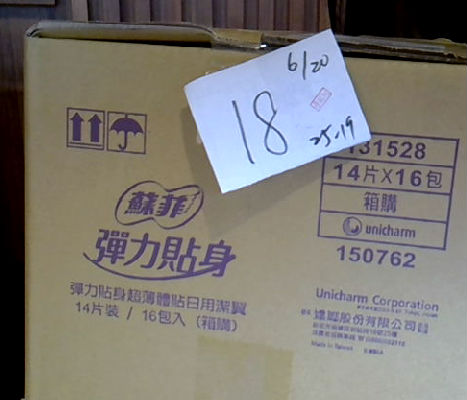 6/20
18
25.19
131528
14片X16包
箱購
unicharm
150762
蘇菲
彈力貼身
彈力貼身超薄體貼日用潔翼
14片裝 / 16包入（箱購）
Unicharm Corporation
股份有限公司
Made in Taiwan